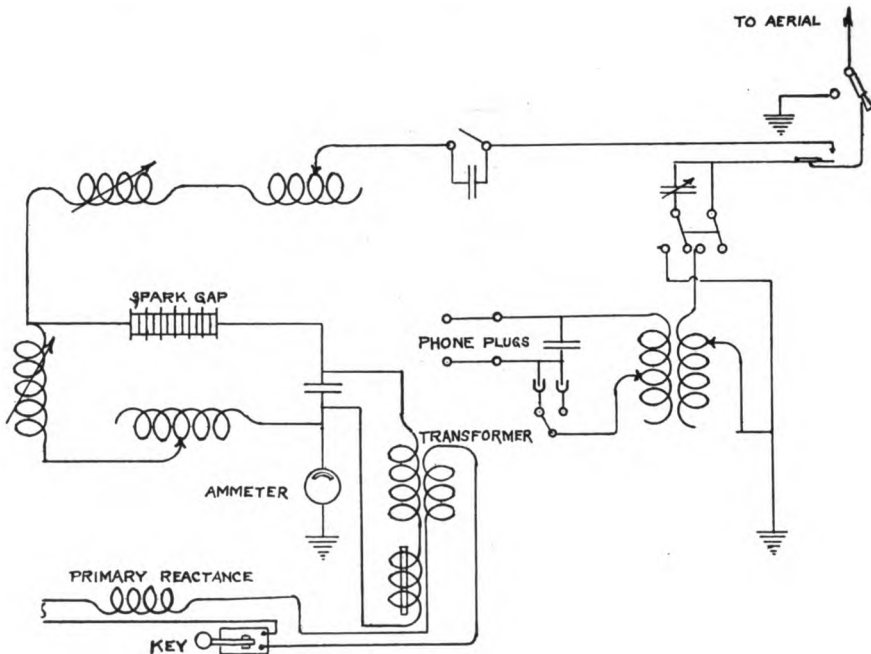 TO AERIAL
SPARK GAP
PHONE PLUGS
TRANSFORMER
AMMETER
PRIMARY REACTANCE
KEY